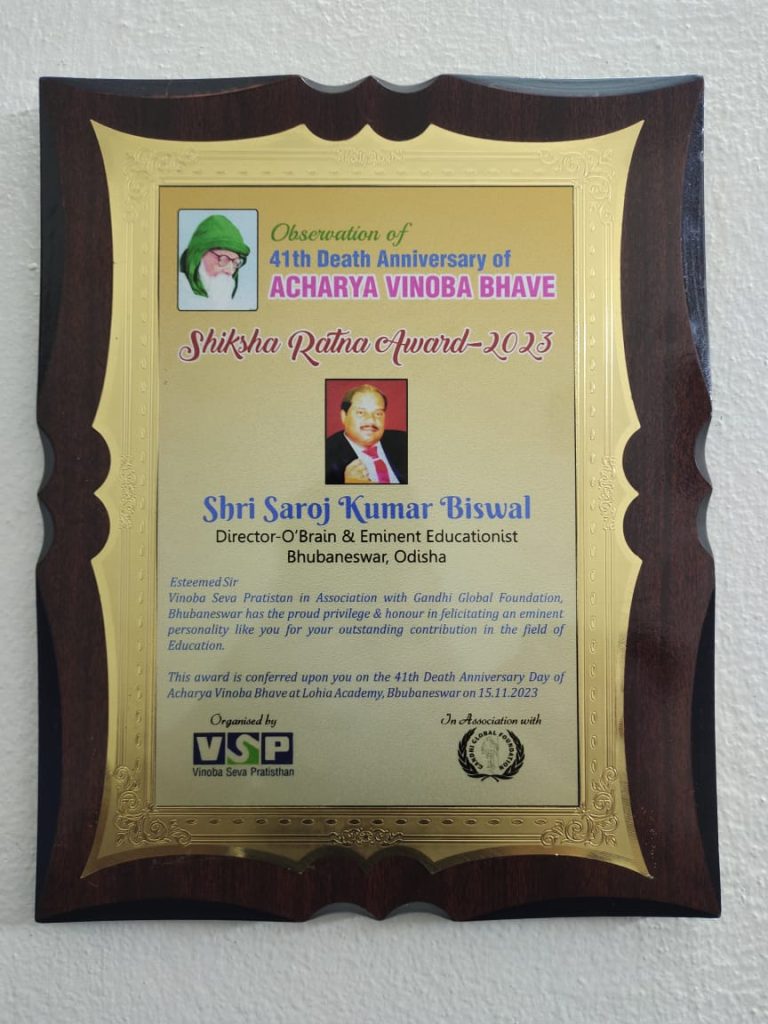 Observation of
41th Death Anniversary of
ACHARYA VINOBA BHAVE
Shiksha Ratna Award-2023
Shri Saroj Kumar Biswal
Director-O'Brain & Eminent Educationist
Bhubaneswar, Odisha
Esteemed Sir
Vinoba Seva Pratistan in Association with Gandhi Global Foundation,
Bhubaneswar has the proud privilege & honour in felicitating an eminent
personality like you for your outstanding contribution in the field of
Education.
This award is conferred upon you on the 41th Death Anniversary Day of
Acharya Vinoba Bhave at Lohia Academy, Bhubaneswar on 15.11.2023
Organised by
VSP
Vinoba Seva Pratisthan
In Association with
GANDHI GLOBAL FOUNDATION